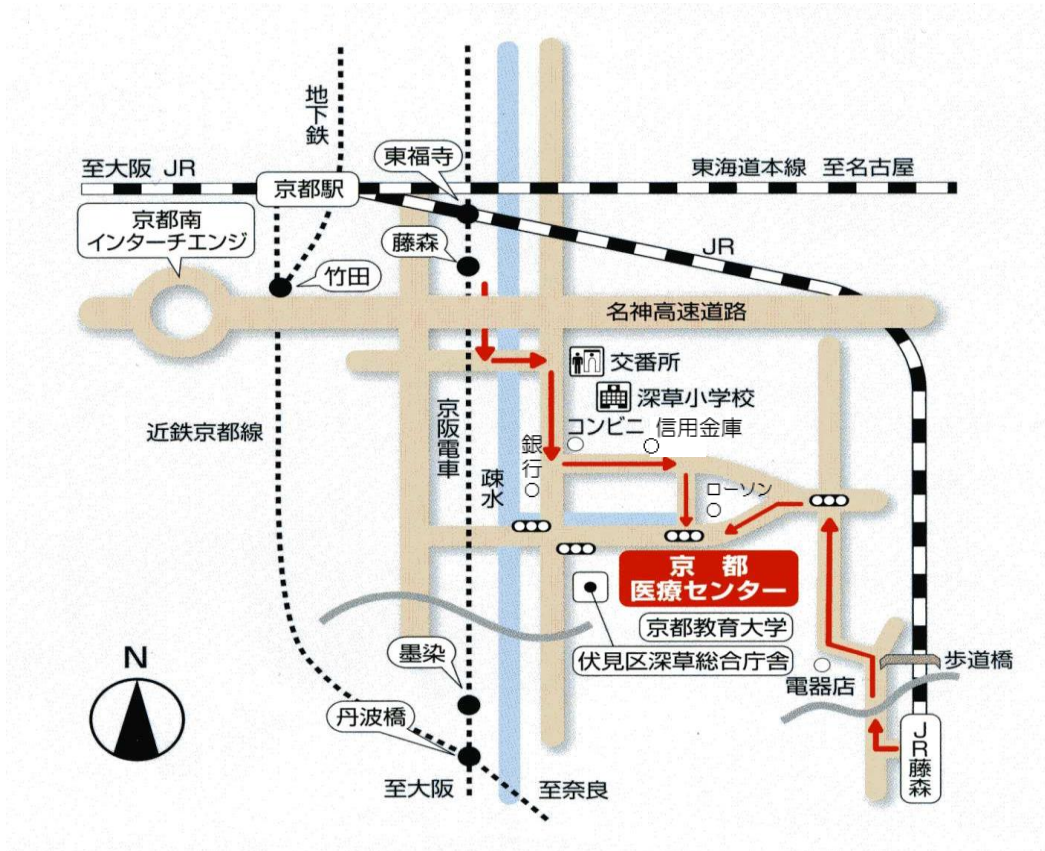 地下鉄
東福寺
至大阪 JR
東海道本線 至名古屋
京都駅
京都南
インターチエンジ
藤森
JR
竹田
名神高速道路
交番所
深草小学校
コンビニ
信用金庫
京阪電車
近鉄京都線
銀行
疎水
ローソン
京都
医療センター
京都教育大学
伏見区深草総合庁舎
墨染
N
歩道橋
電器店
丹波橋
JR藤森
至大阪
至奈良